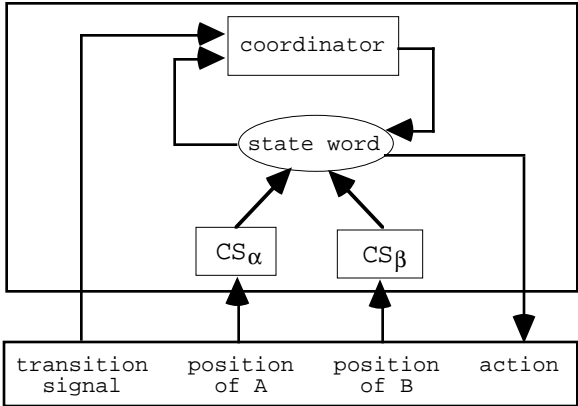 coordinator
state word
CSα
CSβ
transition signal
position of A
position of B
action